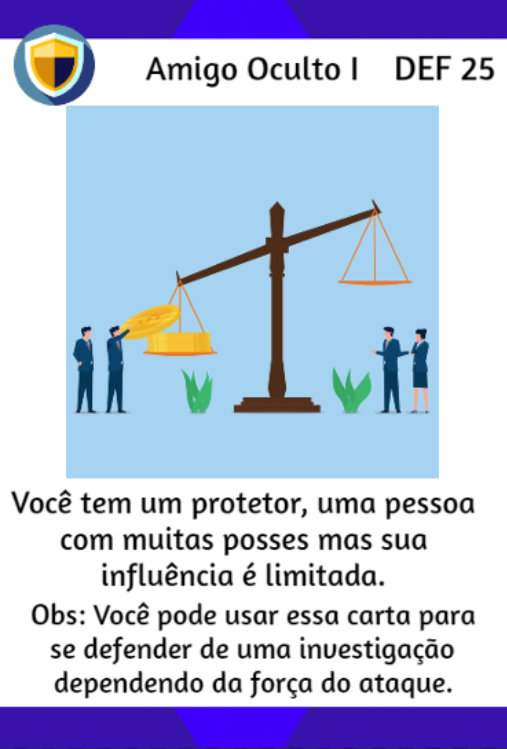 Amigo Oculto I DEF 25
Você tem um protetor, uma pessoa
com muitas posses mas sua
influência é limitada.
Obs: Você pode usar essa carta para
se defender de uma investigação
dependendo da força do ataque.